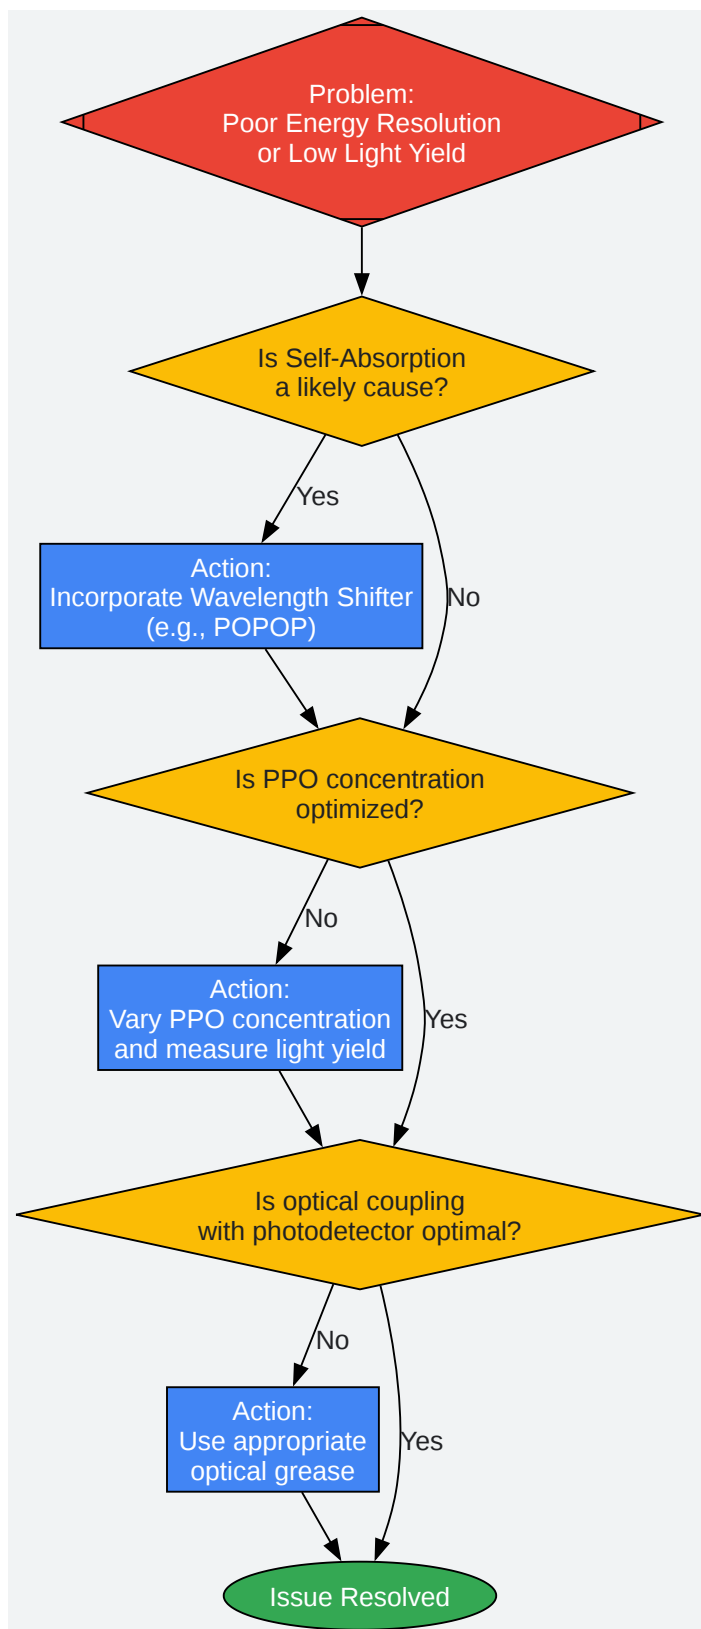 Problem:
Poor Energy Resolution
or Low Light Yield
Is Self-Absorption
a likely cause?
Yes
Action:
Incorporate Wavelength Shifter
(e.g., POPOP)
No
Is PPO concentration
optimized?
No
Action:
Vary PPO concentration
and measure light yield
Yes
Is optical coupling
with photodetector optimal?
No
Action:
Use appropriate
optical grease
Yes
Issue Resolved